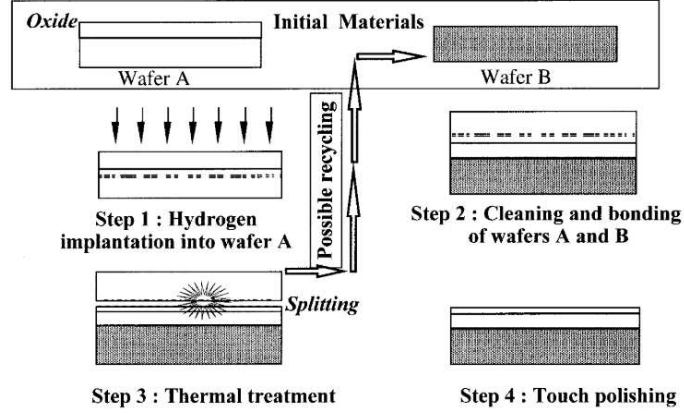 Oxide
Initial Materials
Wafer A
Wafer B
Possible recycling
Step 1 : Hydrogen
implantation into wafer A
Step 2 : Cleaning and bonding
of wafers A and B
Splitting
Step 3 : Thermal treatment
Step 4 : Touch polishing